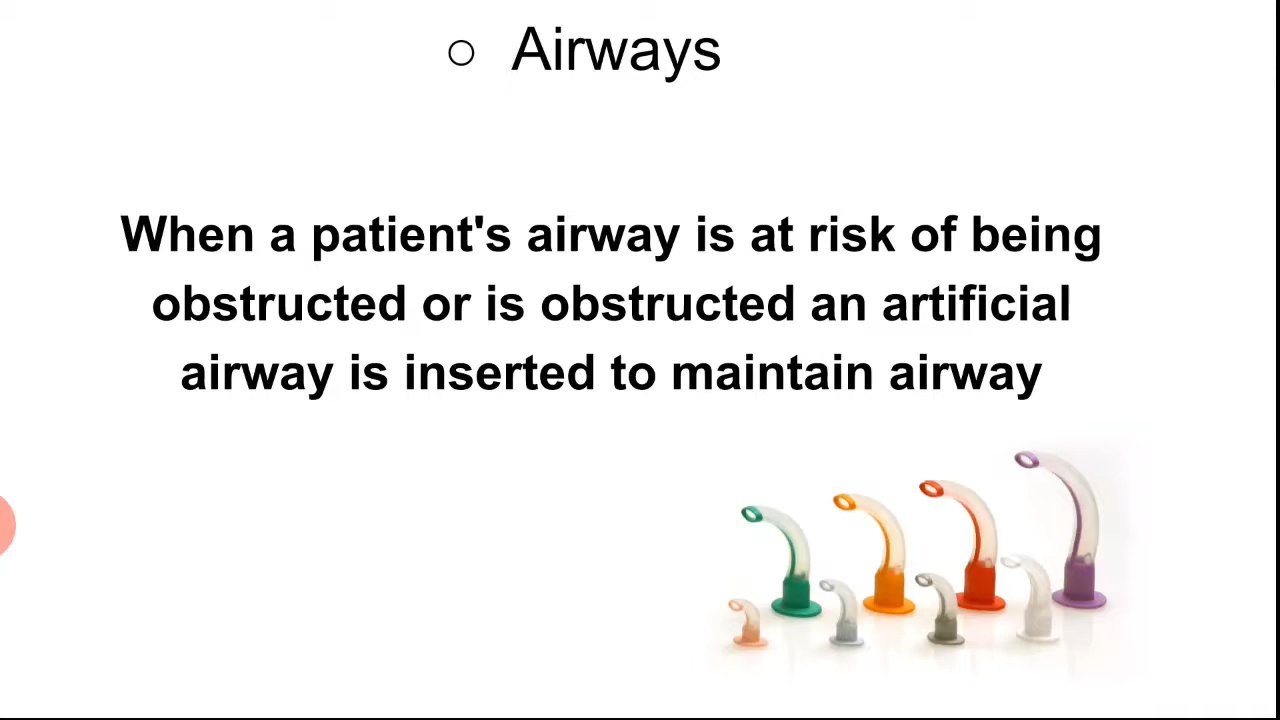 ○ Airways
When a patient's airway is at risk of being
obstructed or is obstructed an artificial
airway is inserted to maintain airway